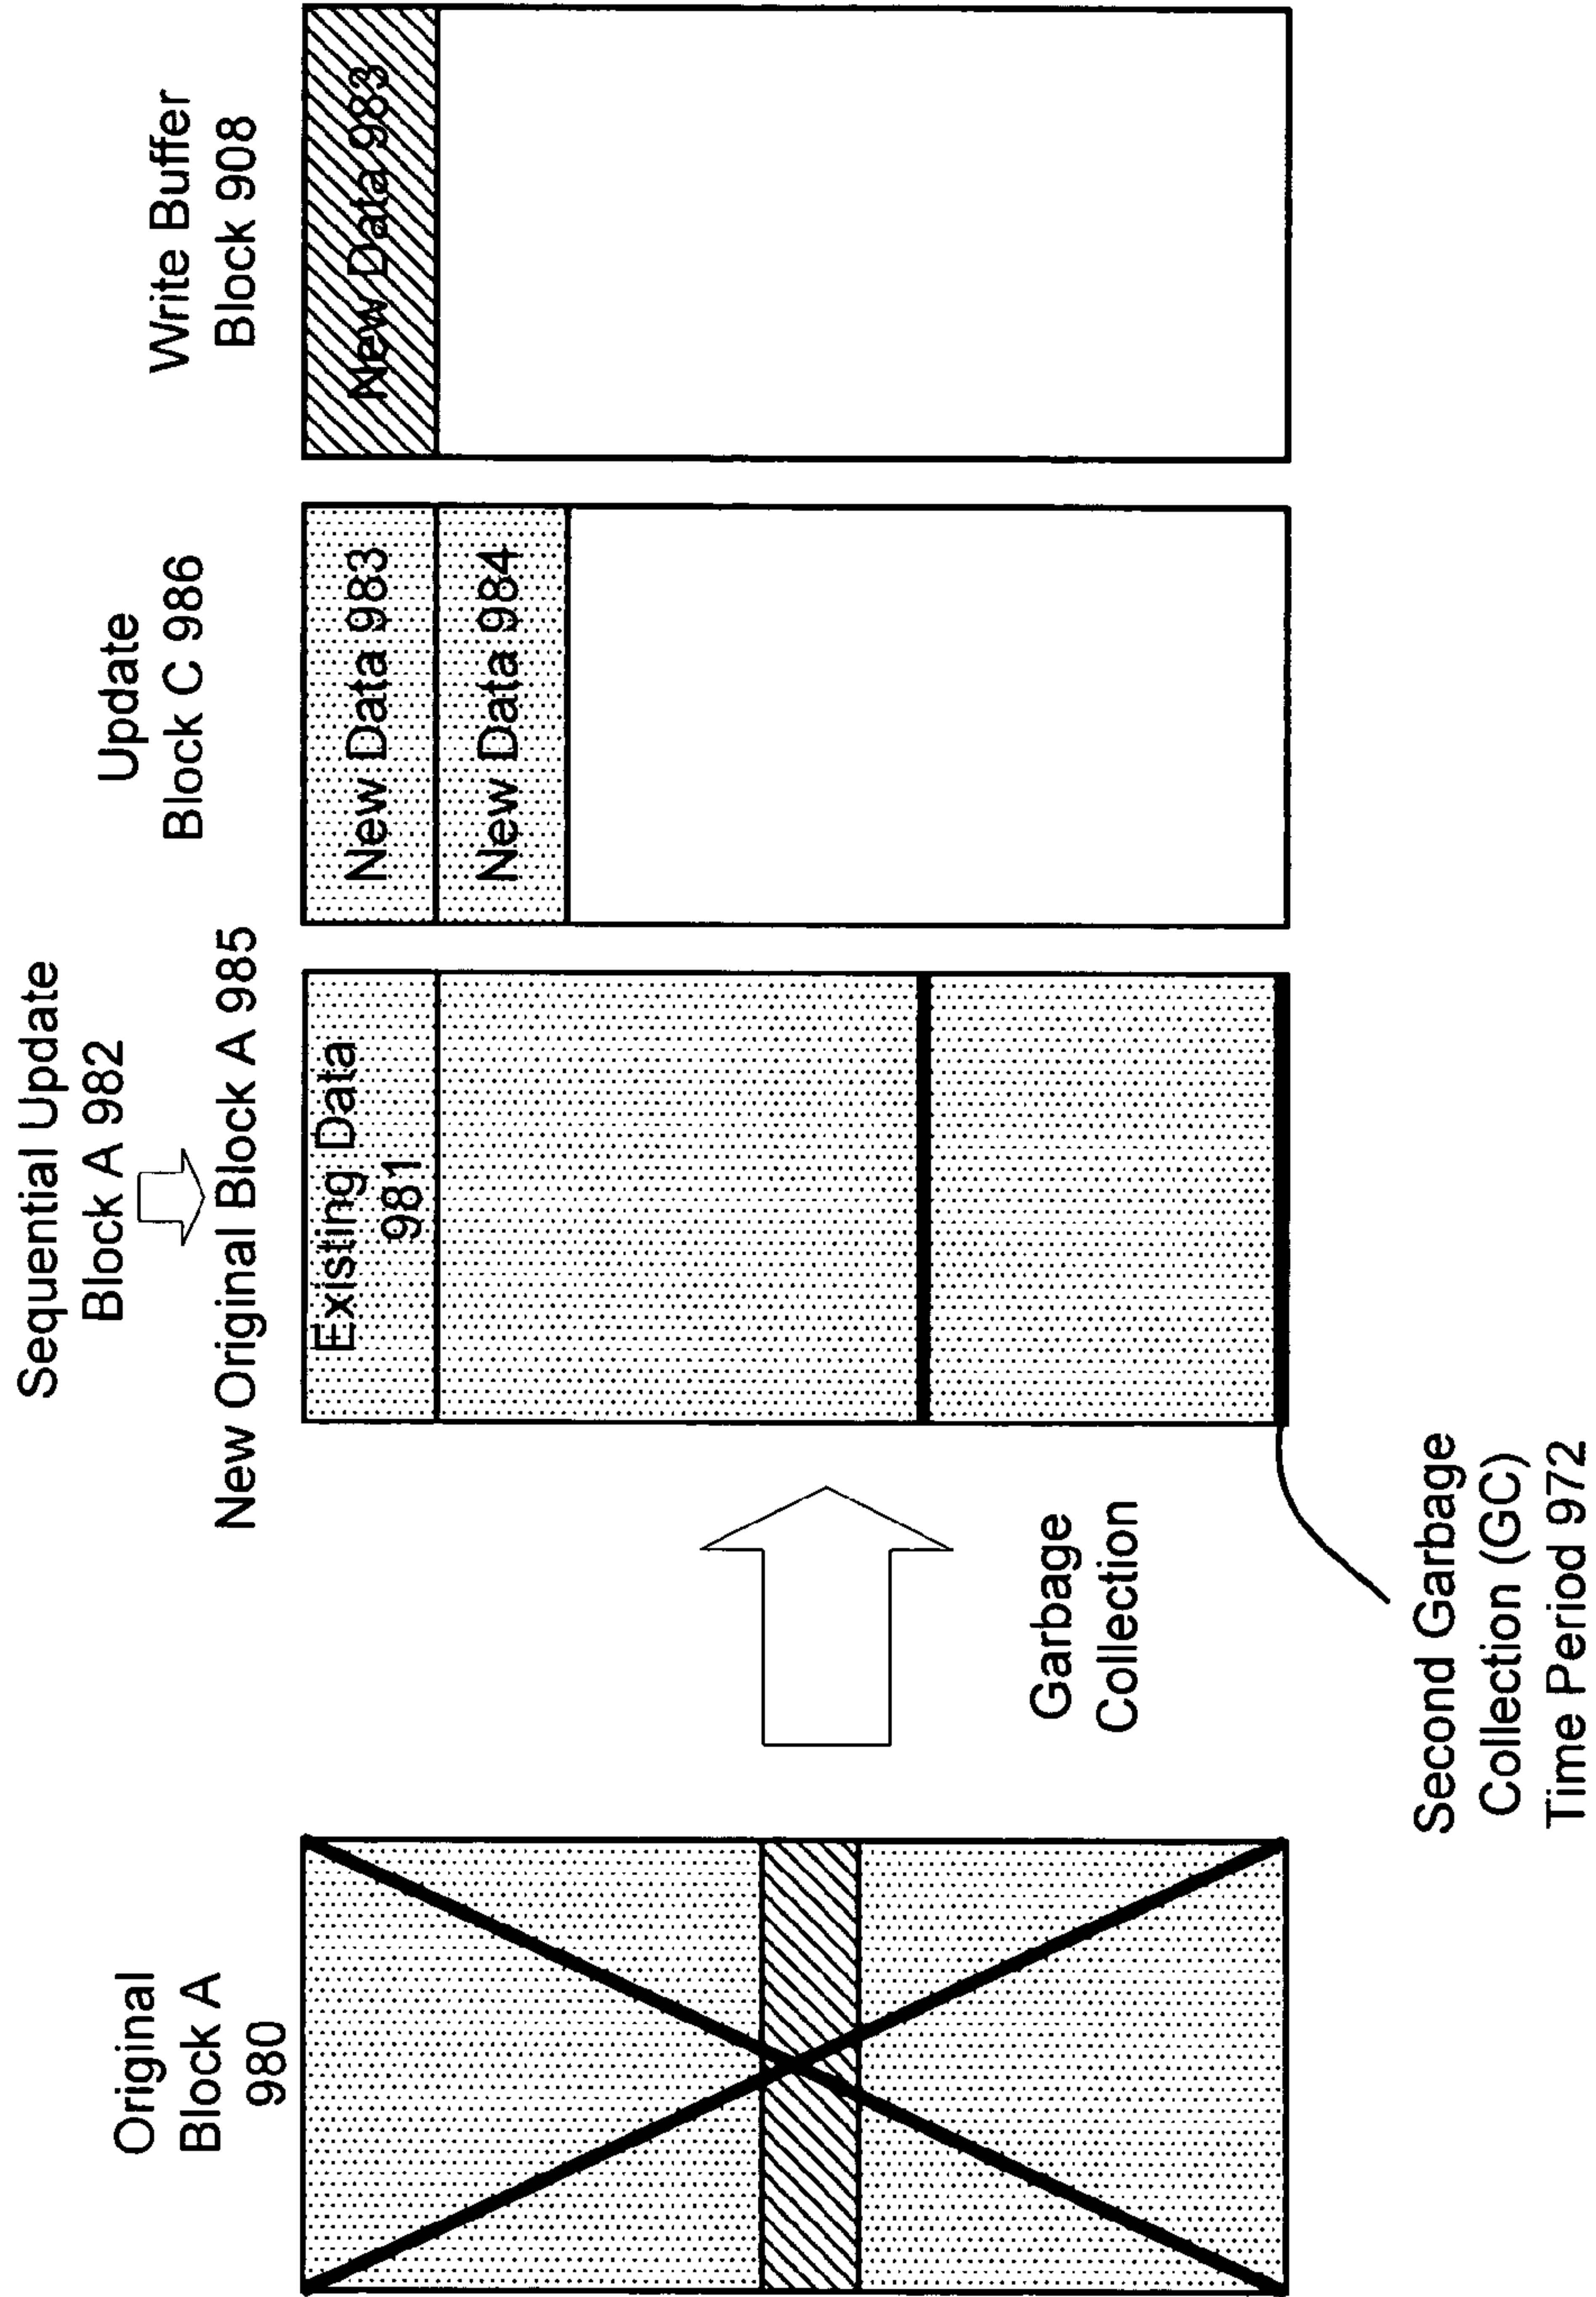 Original
Block A
980
Garbage
Collection
Sequential Update
Block A 982
New Original Block A 985
Existing Data
981
Second Garbage
Collection (GC)
Time Period 972
Update
Block C 986
New Data 983
New Data 984
Write Buffer
Block 908
New Data 983